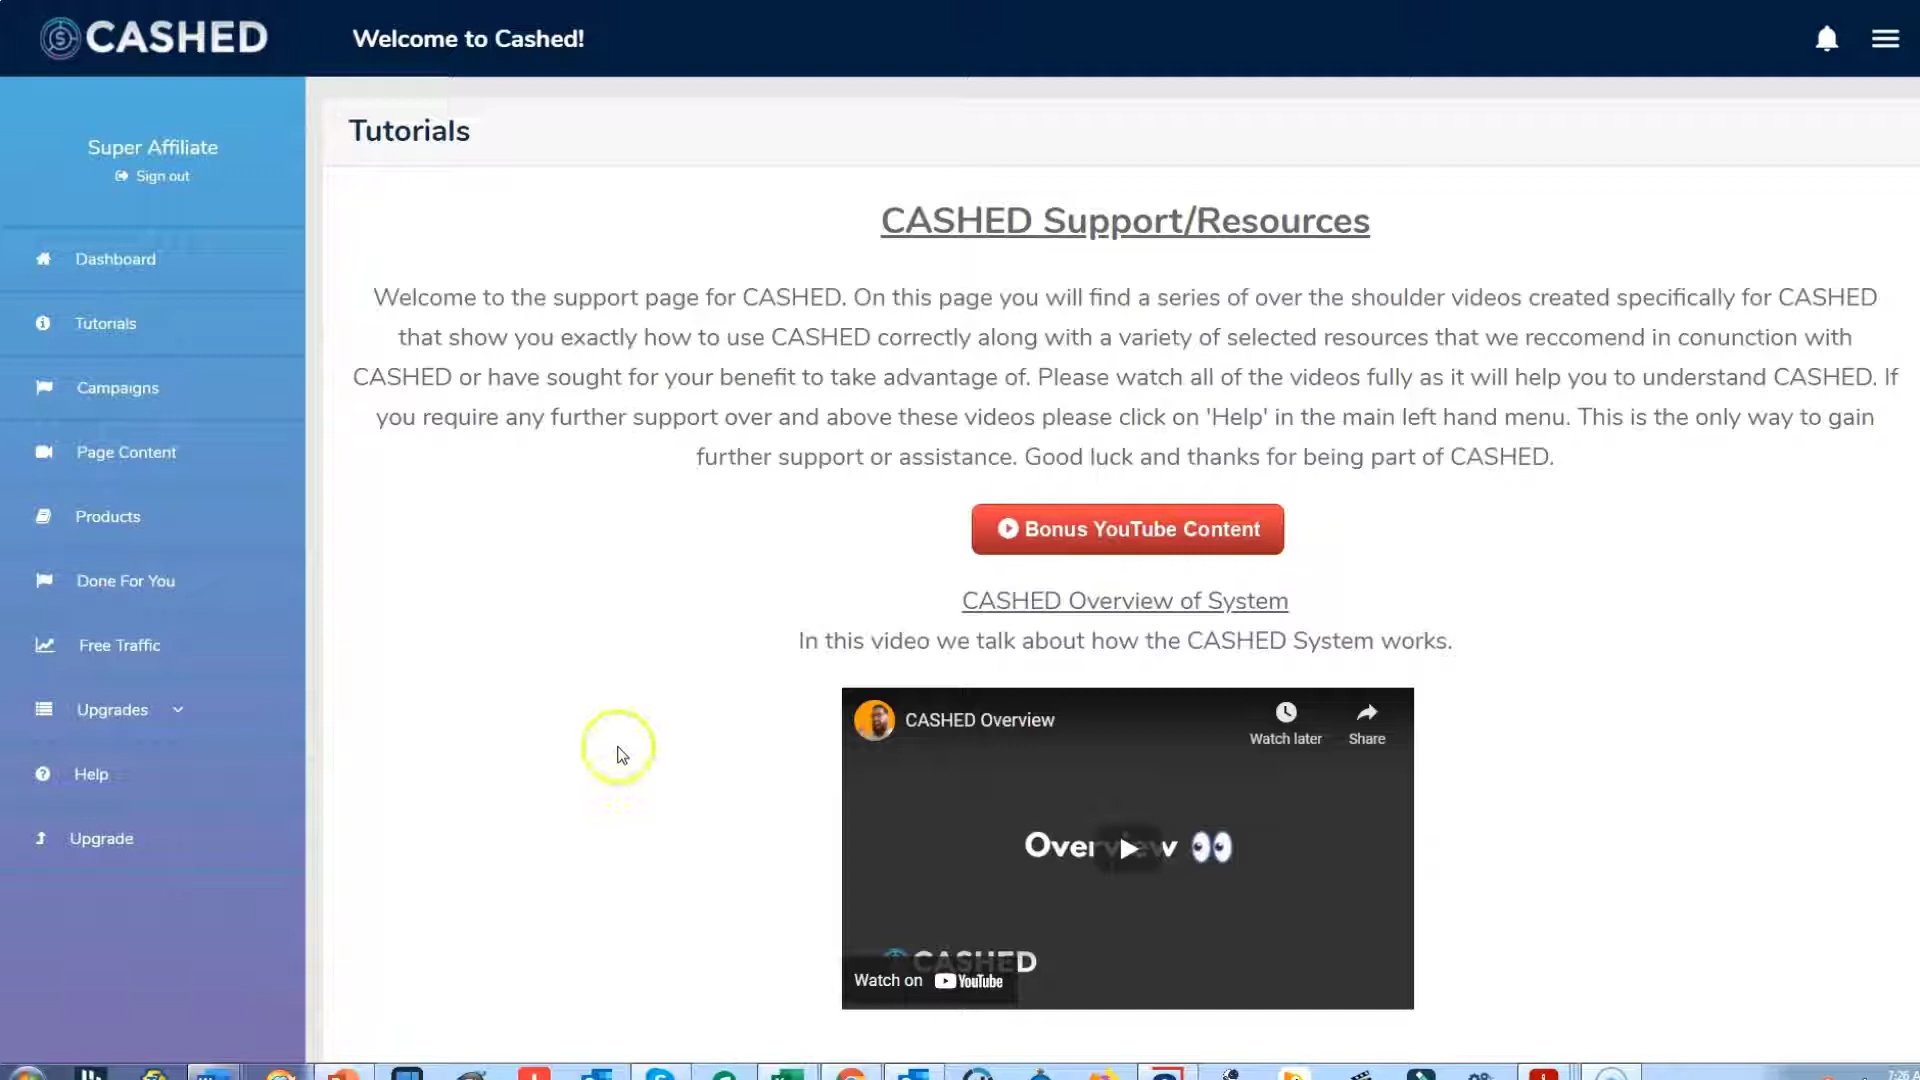 CASHED
Welcome to Cashed!
Super Affiliate
Sign out
Dashboard
Tutorials
Campaigns
Page Content
Products
Done For You
Free Traffic
Upgrades
Help
Upgrade
Tutorials
CASHED Support/Resources
Welcome to the support page for CASHED. On this page you will find a series of over the shoulder videos created specifically for CASHED
that show you exactly how to use CASHED correctly along with a variety of selected resources that we reccomend in conunction with
CASHED or have sought for your benefit to take advantage of. Please watch all of the videos fully as it will help you to understand CASHED. If
you require any further support over and above these videos please click on 'Help' in the main left hand menu. This is the only way to gain
further support or assistance. Good luck and thanks for being part of CASHED.
Bonus YouTube Content
CASHED Overview of System
In this video we talk about how the CASHED System works.
CASHED Overview
Watch later
Share
Overview 👀
CASHED
Watch on YouTube